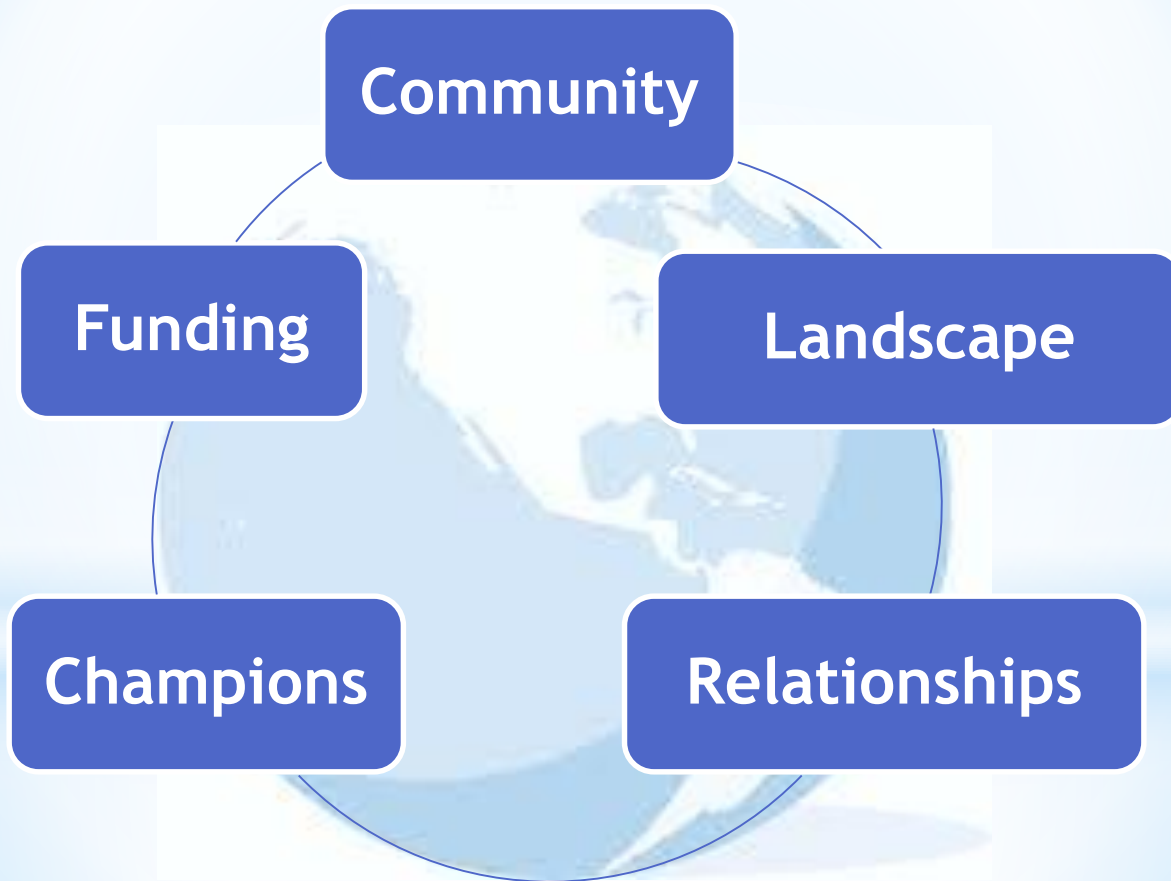 Community
Funding
Landscape
Champions
Relationships